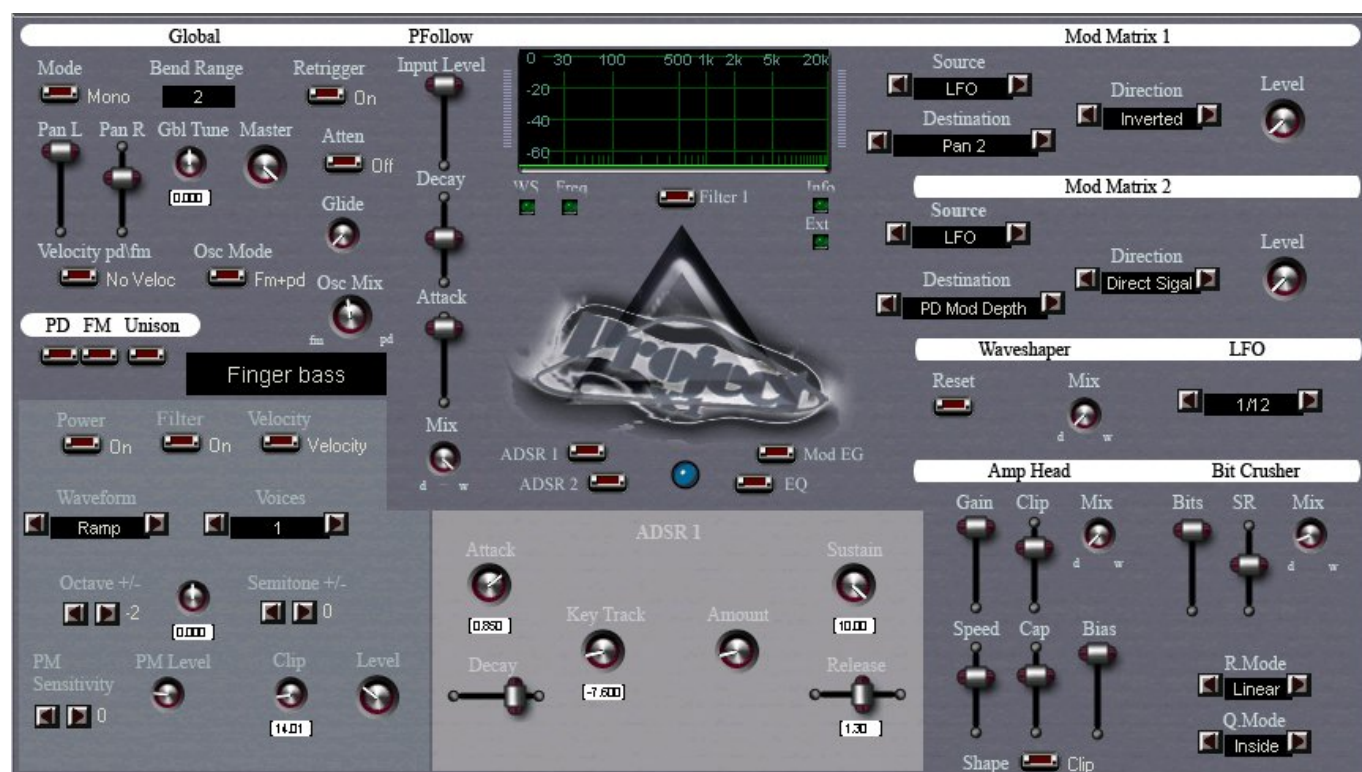 Global
PFollow
Mod Matrix 1
Mode
Mono
Bend Range
2
Retrigger
On
Input Level
0 30 100 500 1k 2k 5k 20k
-20
-40
-60
Source
LFO
Direction
Inverted
Level
Destination
Pan 2
Pan L Pan R Gbl Tune Master
0.000
Atten
Off
Decay
WS Freq
Filter 1
Info
Ext
Mod Matrix 2
Source
LFO
Direction
Direct Sigal
Level
Destination
PD Mod Depth
Glide
Velocity pd\fm
No Veloc
Osc Mode
Fm+pd
Osc Mix
fm pd
Attack
PD FM Unison
Finger bass
Project
Waveshaper
LFO
Reset
Mix
d w
1/12
Power
On
Filter
On
Velocity
Velocity
Mix
d w
ADSR 1
ADSR 2
Mod EG
EQ
Amp Head
Bit Crusher
Gain Clip Mix
d w
Bits SR Mix
d w
Waveform
Ramp
Voices
1
ADSR 1
Attack
0.850
Sustain
10.00
Octave +/-
-2
0.000
Semitone +/-
0
Key Track
-7.600
Amount
Speed Cap Bias
PM
Sensitivity
0
PM Level
Clip
14.01
Level
Decay
Release
1.30
R.Mode
Linear
Q.Mode
Inside
Shape
Clip